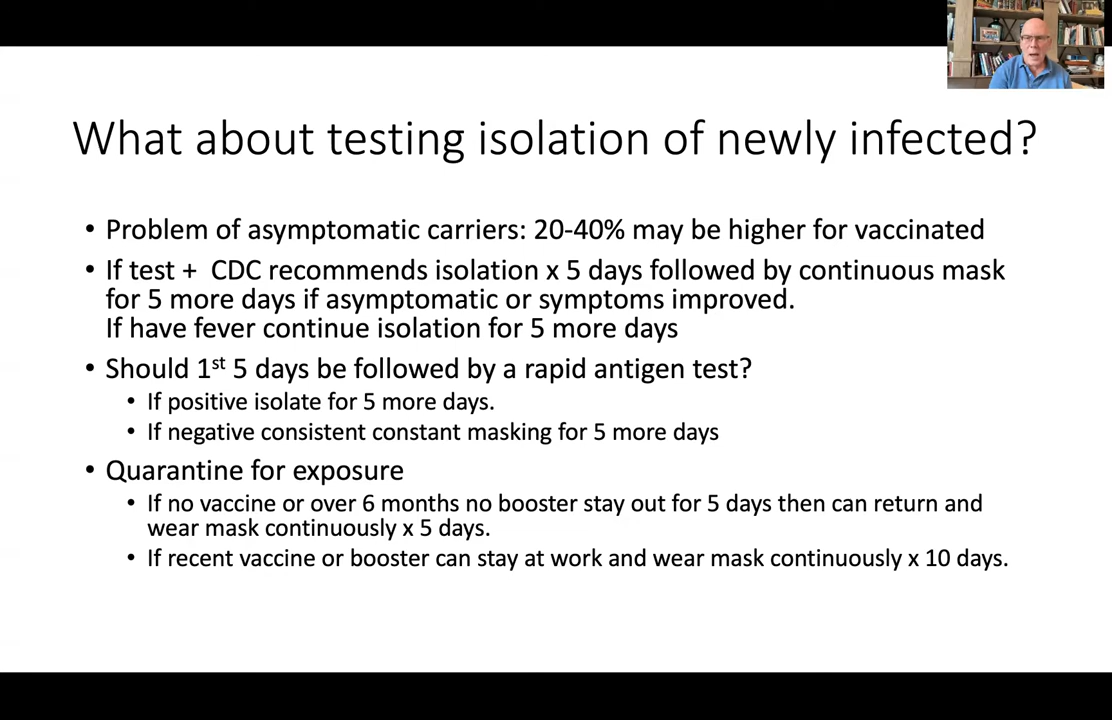 What about testing isolation of newly infected?
• Problem of asymptomatic carriers: 20-40% may be higher for vaccinated
• If test + CDC recommends isolation x 5 days followed by continuous mask
for 5 more days if asymptomatic or symptoms improved.
If have fever continue isolation for 5 more days
• Should 1st 5 days be followed by a rapid antigen test?
• If positive isolate for 5 more days.
• If negative consistent constant masking for 5 more days
• Quarantine for exposure
• If no vaccine or over 6 months no booster stay out for 5 days then can return and
wear mask continuously x 5 days.
• If recent vaccine or booster can stay at work and wear mask continuously x 10 days.